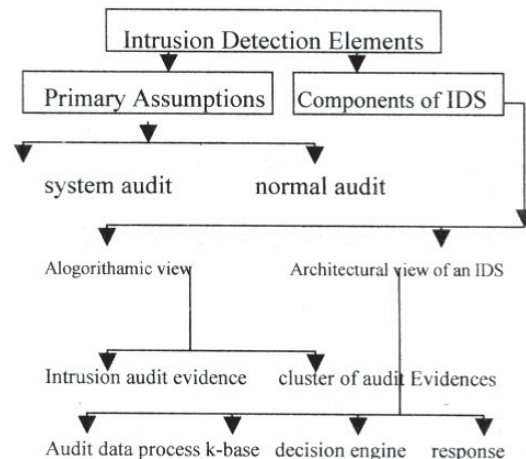 Intrusion Detection Elements
Primary Assumptions
Components of IDS
system audit
normal audit
Alogorithamic view
Architectural view of an IDS
Intrusion audit evidence
cluster of audit Evidences
Audit data process k-base decision engine response